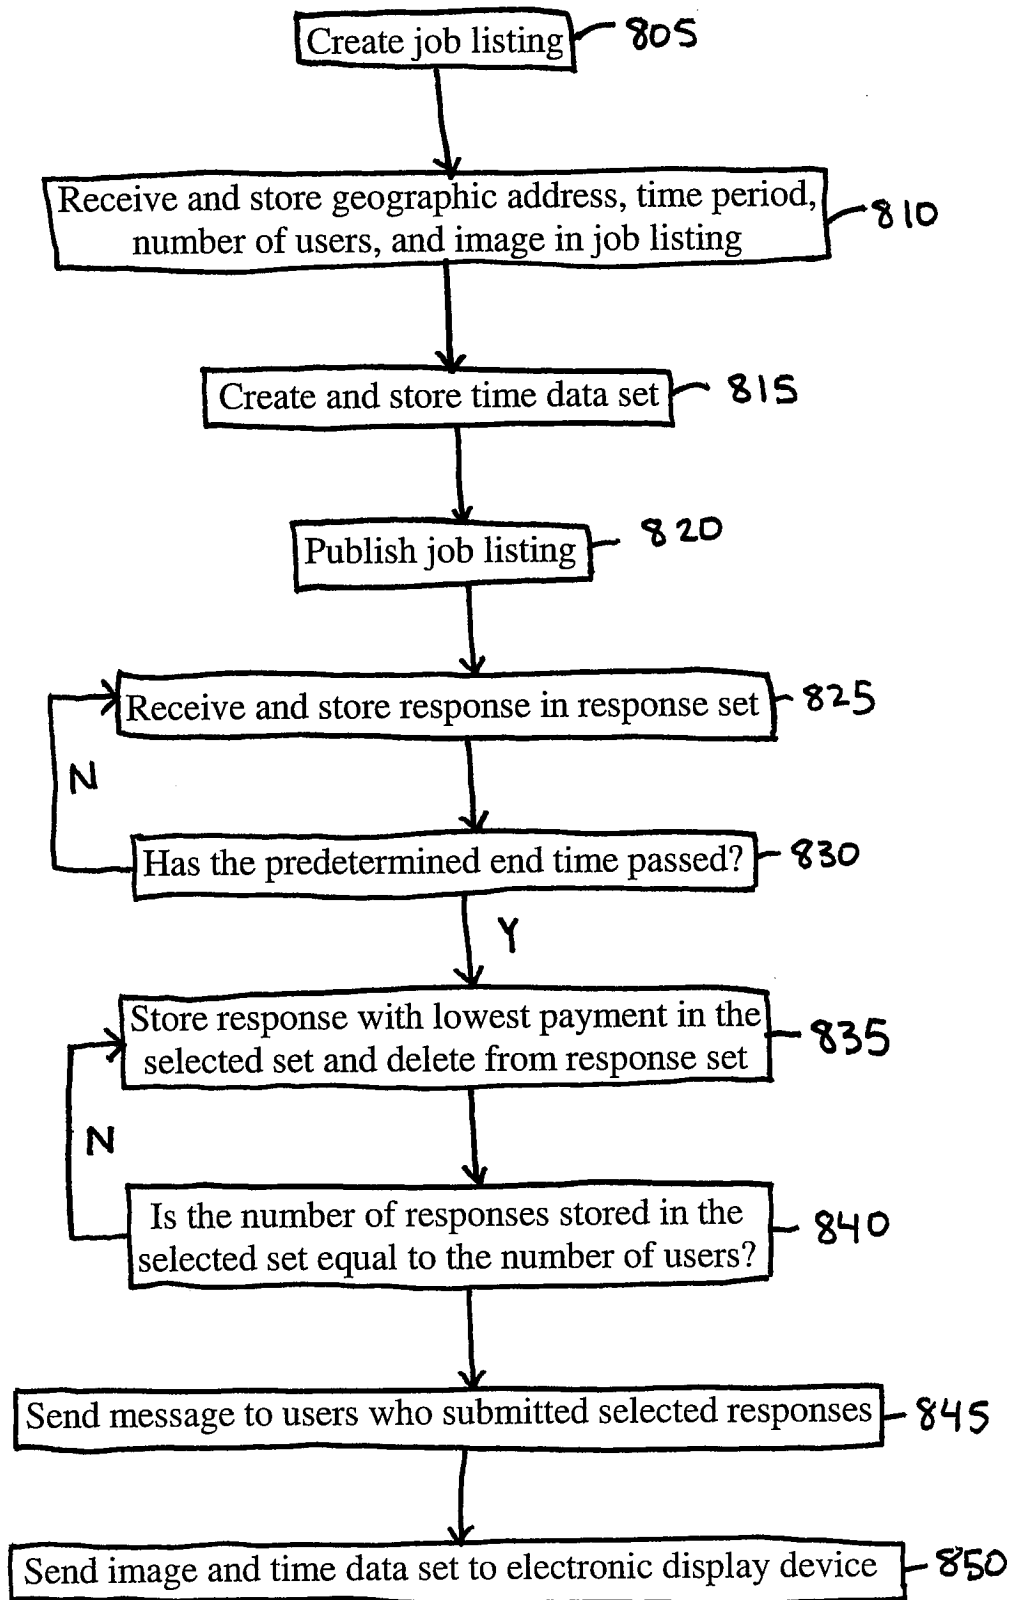 Create job listing 805
Receive and store geographic address, time period,
number of users, and image in job listing
810
Create and store time data set 815
Publish job listing 820
Receive and store response in response set 825
N
Has the predetermined end time passed? 830
Y
Store response with lowest payment in the
selected set and delete from response set
835
N
Is the number of responses stored in the
selected set equal to the number of users?
840
Send message to users who submitted selected responses 845
Send image and time data set to electronic display device 850